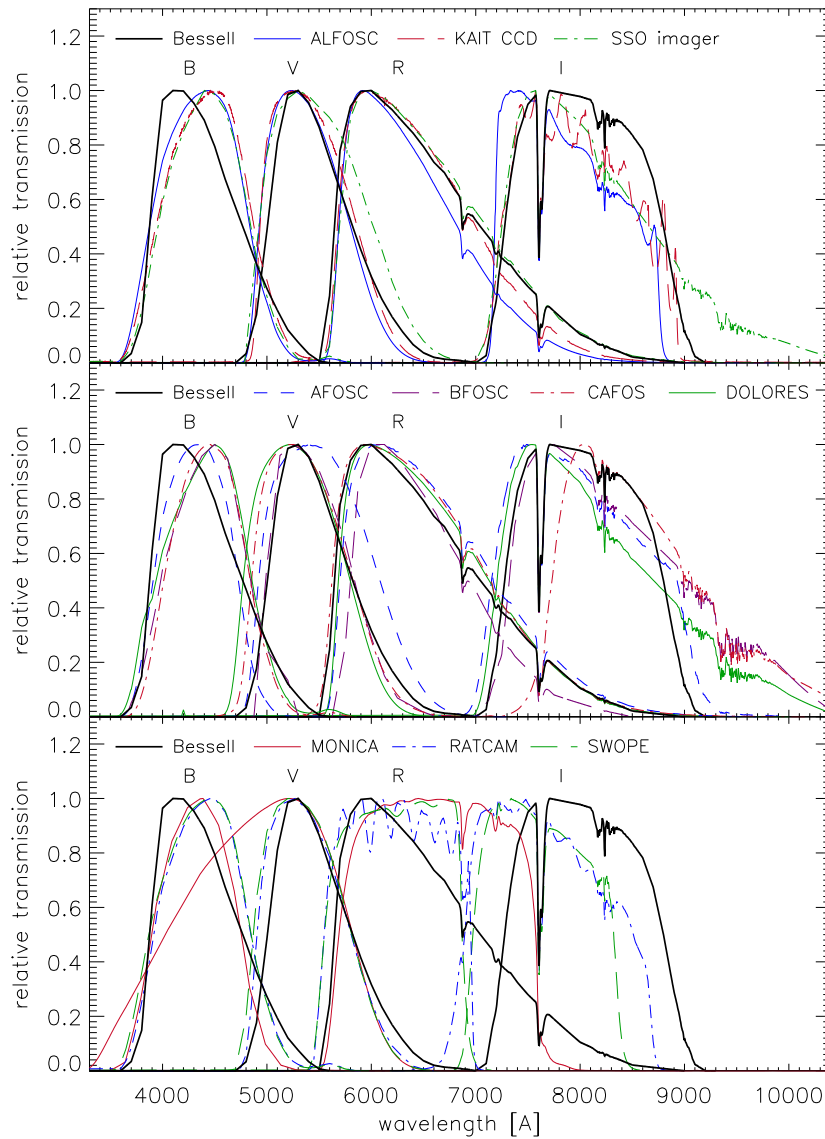 1.2
Bessell ALFOSC KAIT CCD SSO imager
B V R I
1.0
0.8
0.6
0.4
0.2
0.0
relative transmission
1.2
Bessell AFOSC BFOSC CAFOS DOLORES
B V R I
1.0
0.8
0.6
0.4
0.2
0.0
relative transmission
1.2
Bessell MONICA RATCAM SWOPE
B V R I
1.0
0.8
0.6
0.4
0.2
0.0
relative transmission
4000 5000 6000 7000 8000 9000 10000
wavelength [A]